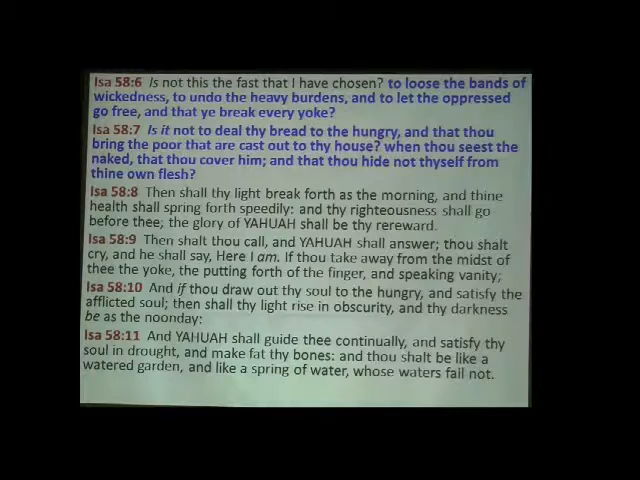 Isa 58:6 Is not this the fast that I have chosen? to loose the bands of
wickedness, to undo the heavy burdens, and to let the oppressed
go free, and that ye break every yoke?
Isa 58:7 Is it not to deal thy bread to the hungry, and that thou
bring the poor that are cast out to thy house? when thou seest the
naked, that thou cover him; and that thou hide not thyself from
thine own flesh?
Isa 58:8 Then shall thy light break forth as the morning, and thine
health shall spring forth speedily: and thy righteousness shall go
before thee; the glory of YAHUAH shall be thy rereward.
Isa 58:9 Then shalt thou call, and YAHUAH shall answer; thou shalt
cry, and he shall say, Here I am. If thou take away from the midst of
thee the yoke, the putting forth of the finger, and speaking vanity;
Isa 58:10 And if thou draw out thy soul to the hungry, and satisfy the
afflicted soul; then shall thy light rise in obscurity, and thy darkness
be as the noonday:
Isa 58:11 And YAHUAH shall guide thee continually, and satisfy thy
soul in drought, and make fat thy bones: and thou shalt be like a
watered garden, and like a spring of water, whose waters fail not.